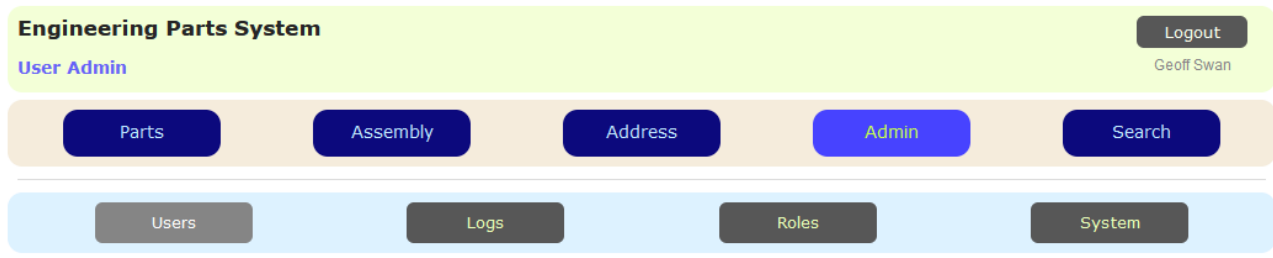 Engineering Parts System
Logout
User Admin
Geoff Swan
Parts Assembly Address Admin Search
Users Logs Roles System